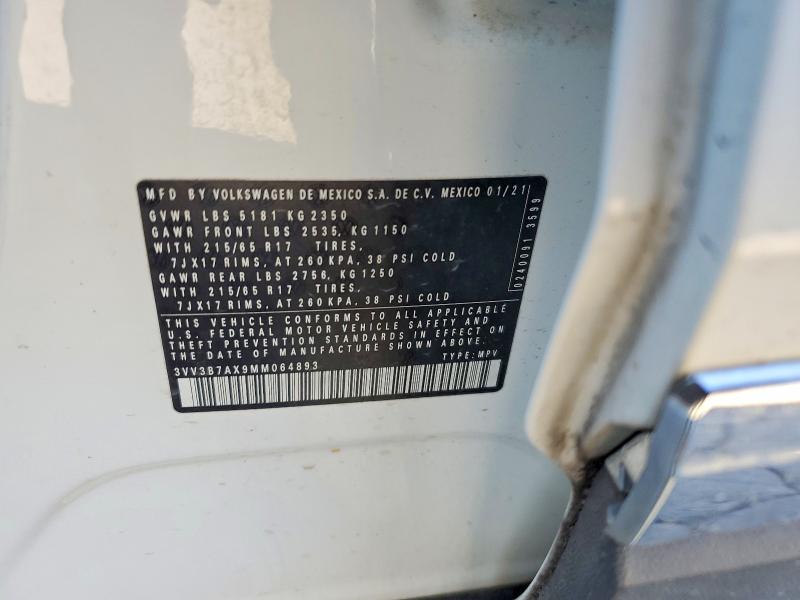 MFD BY VOLKSWAGEN DE MEXICO S.A. DE C.V. MEXICO 01/21
GVWR LBS 5181 KG 2350
GAWR FRONT LBS 2535, KG 1150
WITH 215/65 R17 TIRES,
7JX17 RIMS, AT 260 KPA, 38 PSI COLD
GAWR REAR LBS 2756, KG 1250
WITH 215/65 R17 TIRES,
7JX17 RIMS, AT 260 KPA, 38 PSI COLD
THIS VEHICLE CONFORMS TO ALL APPLICABLE
U.S. FEDERAL MOTOR VEHICLE SAFETY AND
THEFT PREVENTION STANDARDS IN EFFECT ON
THE DATE OF MANUFACTURE SHOWN ABOVE.
3VV3B7AX9MM064893 TYPE: MPV
0240091 3599